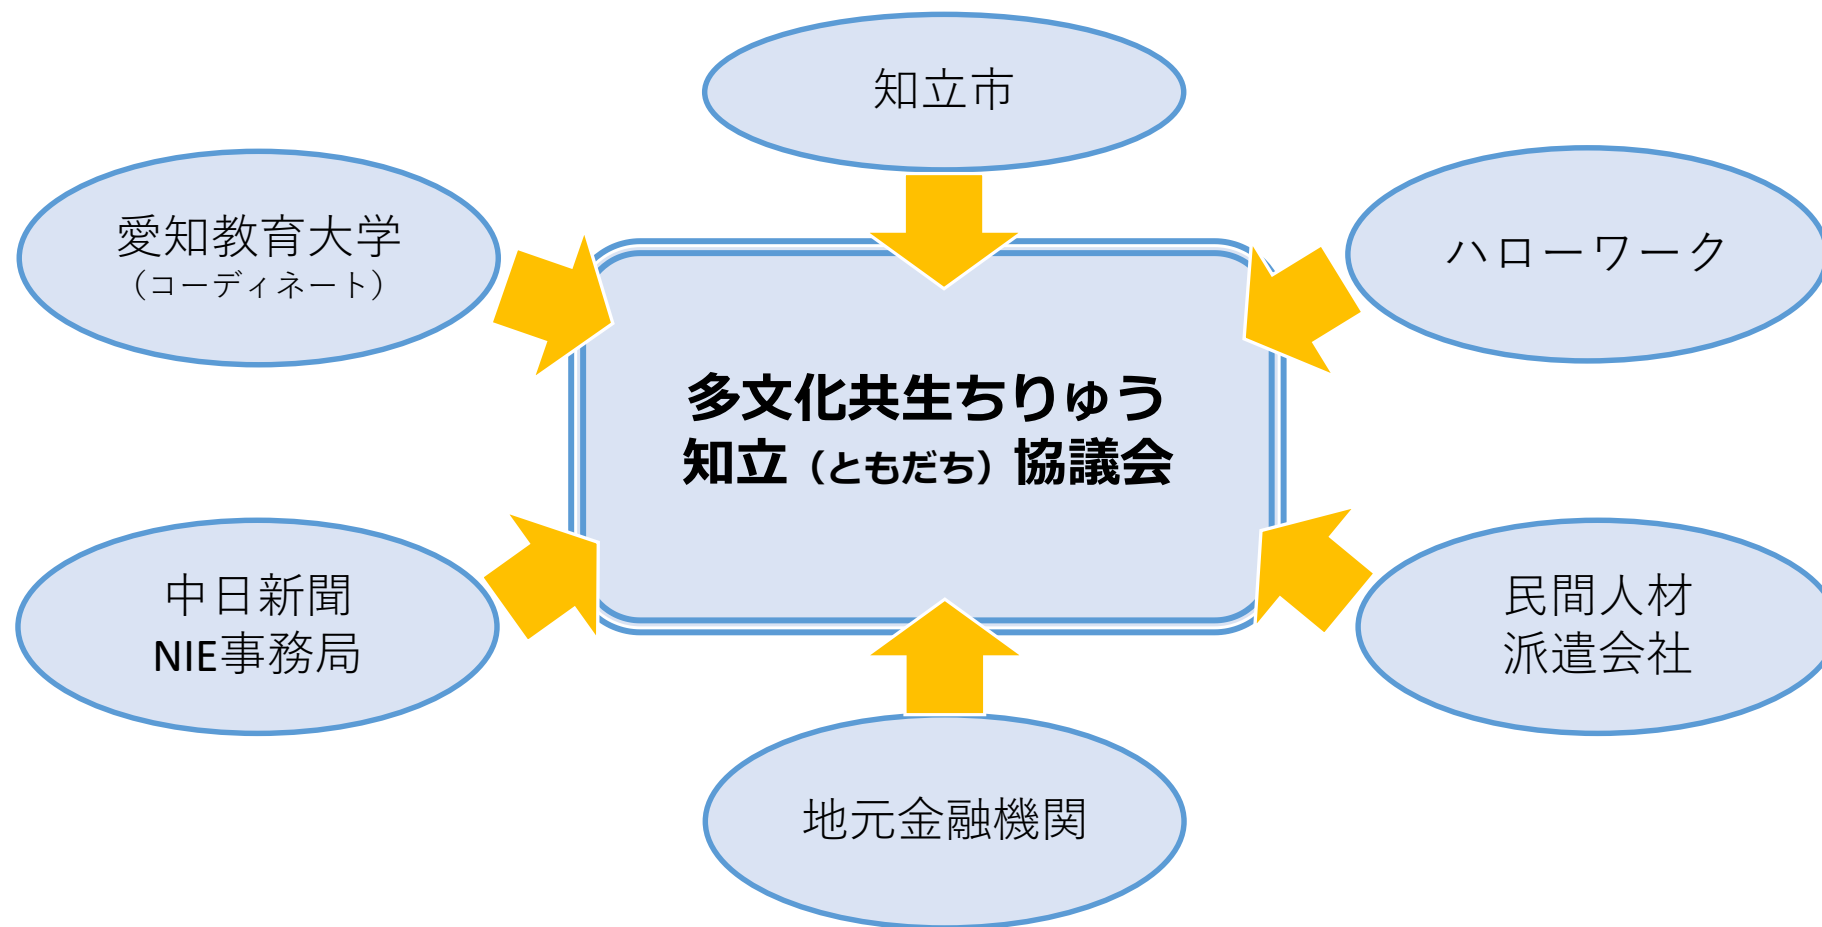 知立市
愛知教育大学
（コーディネート）
ハローワーク
多文化共生ちりゅう
知立（ともだち）協議会
中日新聞
NIE事務局
民間人材
派遣会社
地元金融機関